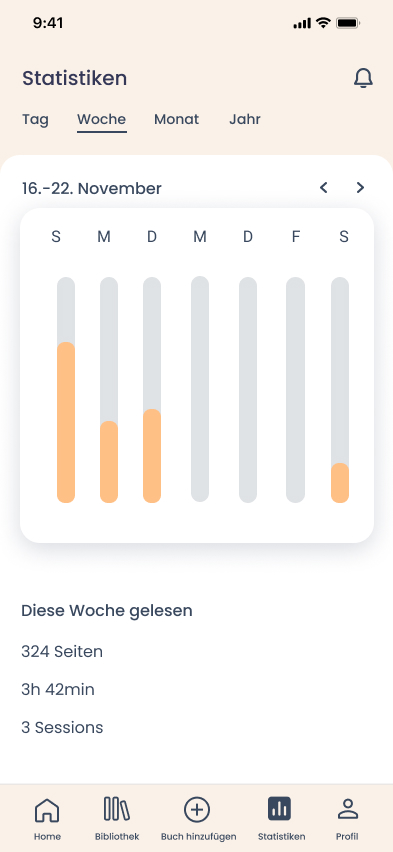 9:41
Statistiken
Tag Woche Monat Jahr
16.-22. November
S M D M D F S
Diese Woche gelesen
324 Seiten
3h 42min
3 Sessions
Home Bibliothek Buch hinzufügen Statistiken Profil